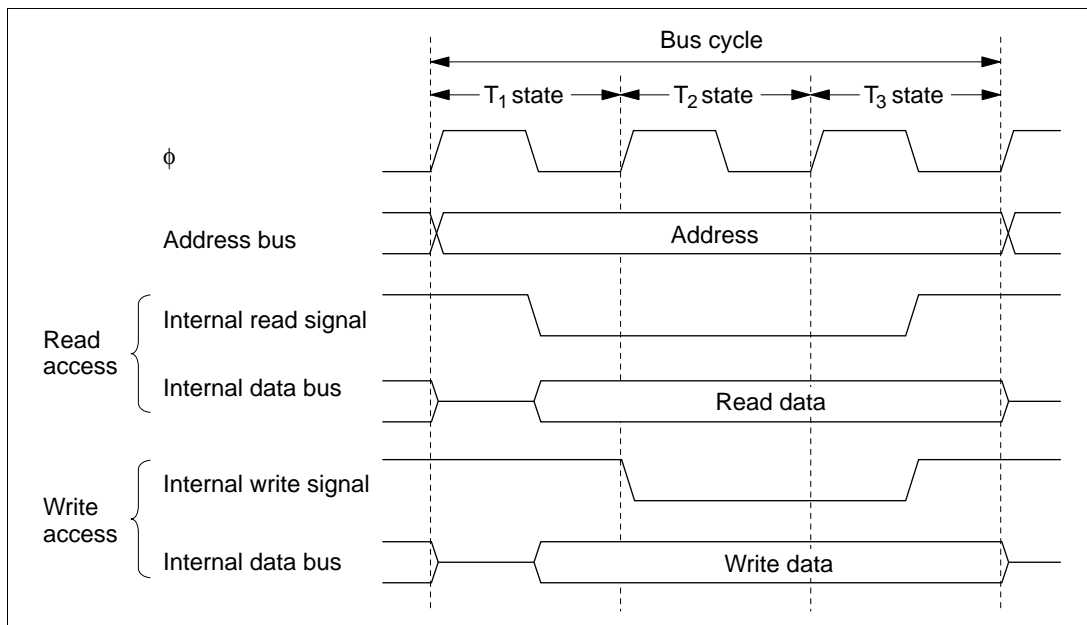 Bus cycle
T₁ state T₂ state T₃ state
ϕ
Address bus
Address
Read
access
Internal read signal
Internal data bus
Read data
Write
access
Internal write signal
Internal data bus
Write data